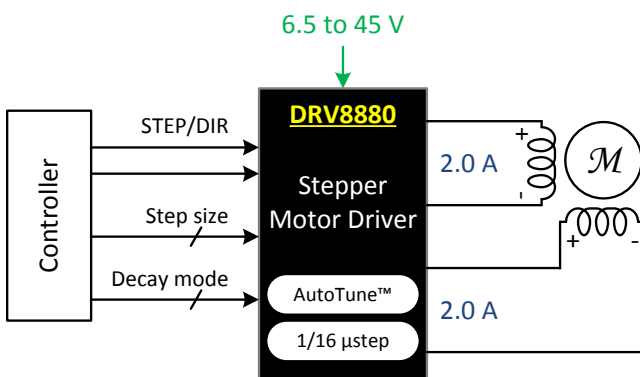 6.5 to 45 V
DRV8880
Stepper
Motor Driver
AutoTune™
1/16 µstep
Controller
STEP/DIR
Step size
Decay mode
2.0 A
+
-
M
+
-
2.0 A